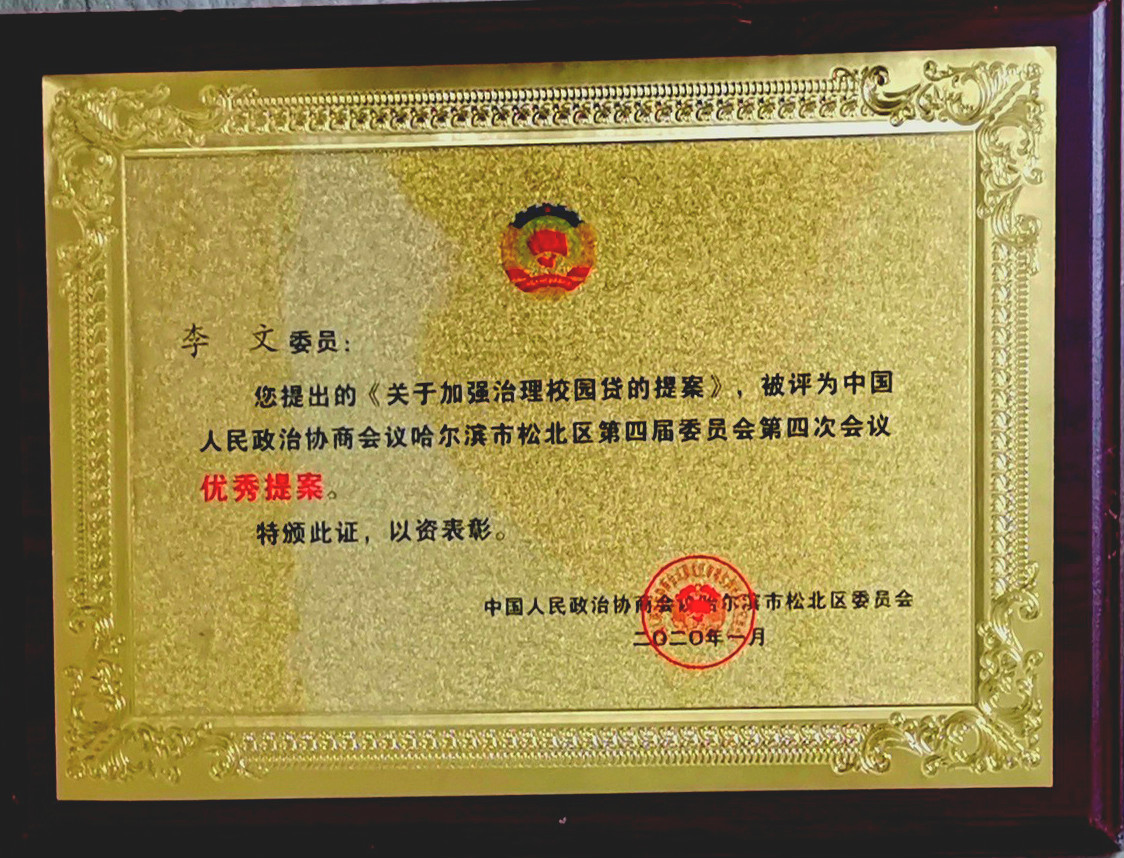 李 文委员：
您提出的《关于加强治理校园贷的提案》，被评为中国
人民政治协商会议哈尔滨市松北区第四届委员会第四次会议
优秀提案。
特颁此证，以资表彰。
中国人民政治协商会议哈尔滨市松北区委员会
二〇二〇年一月